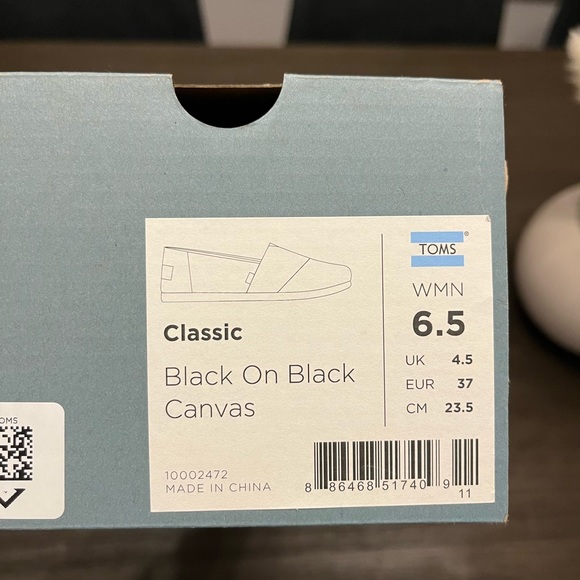 TOMS
WMN
6.5
UK 4.5
EUR 37
CM 23.5
Classic
Black On Black
Canvas
10002472
MADE IN CHINA
8 86468 51740 9
11